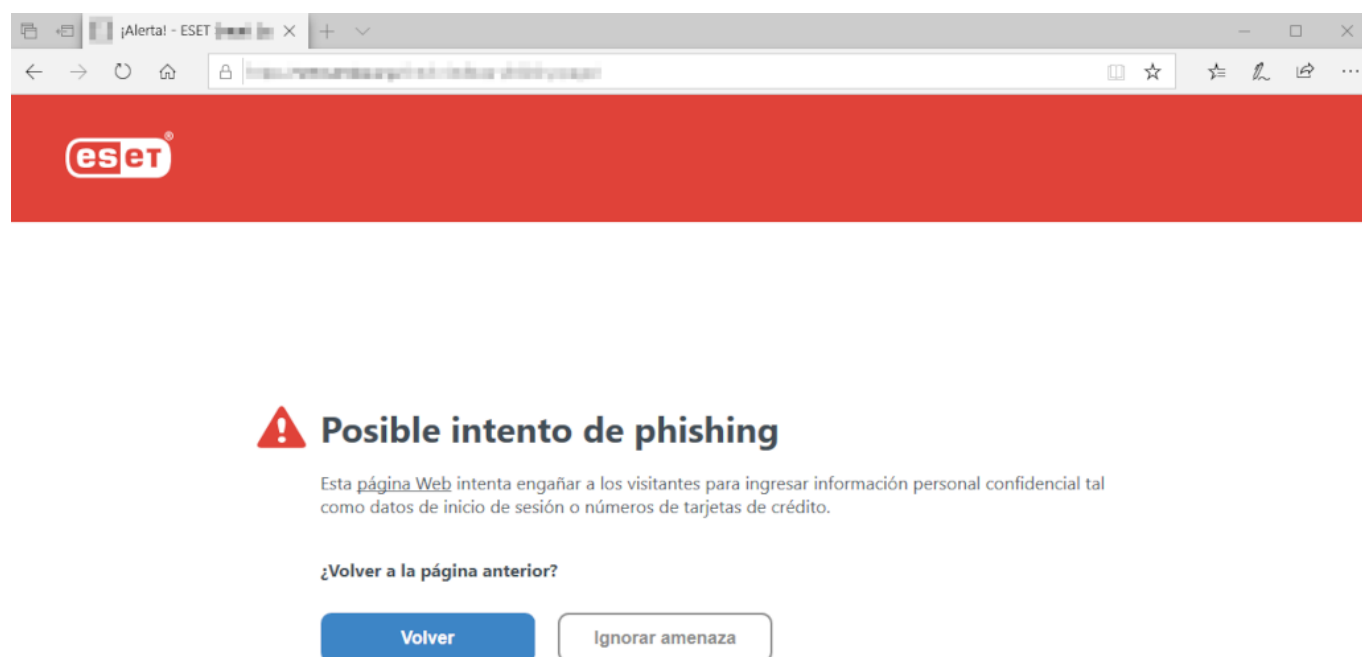 ¡Alerta! - ESET
eset®
Posible intento de phishing
Esta página Web intenta engañar a los visitantes para ingresar información personal confidencial tal
como datos de inicio de sesión o números de tarjetas de crédito.
¿Volver a la página anterior?
Volver
Ignorar amenaza